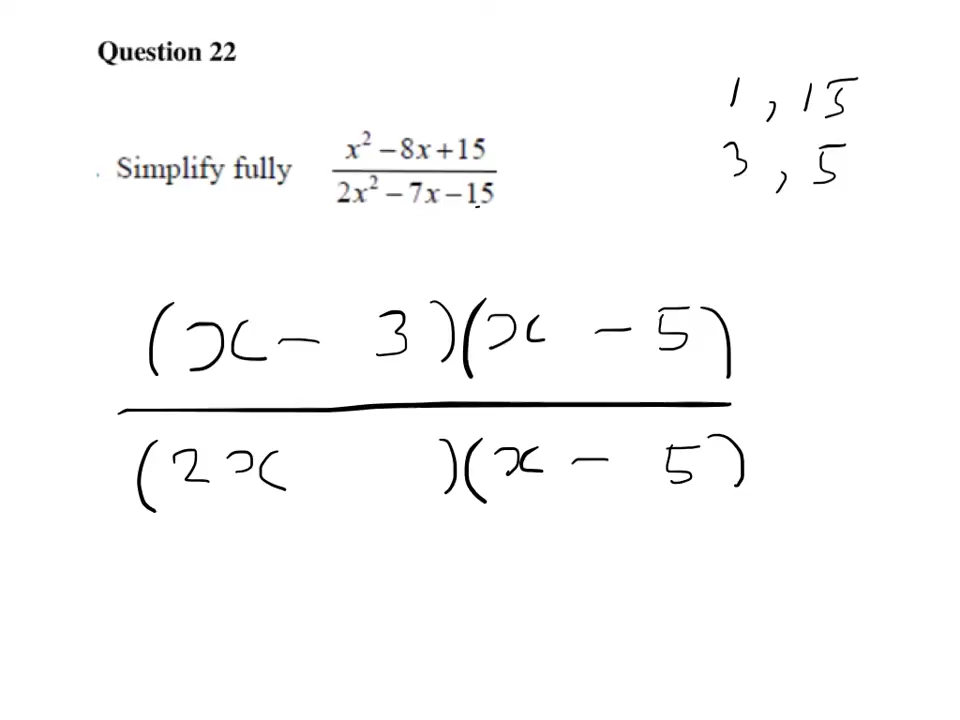 Question 22
1 , 15
Simplify fully x² − 8x + 15 / 2x² − 7x − 15
3 , 5
(x − 3)(x − 5)
(2x )(x − 5)